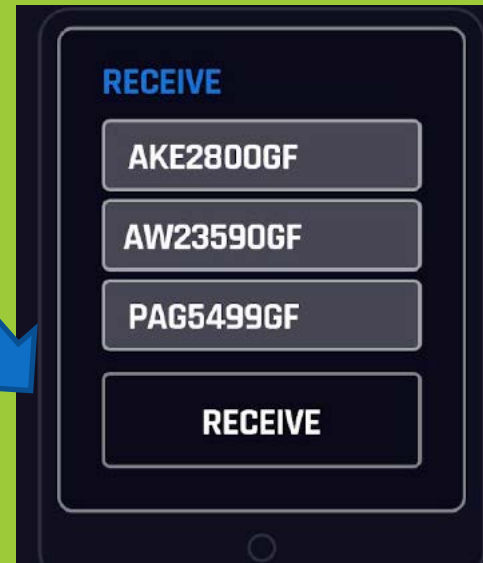 RECEIVE
AKE2800GF
AW23590GF
PAG5499GF
RECEIVE